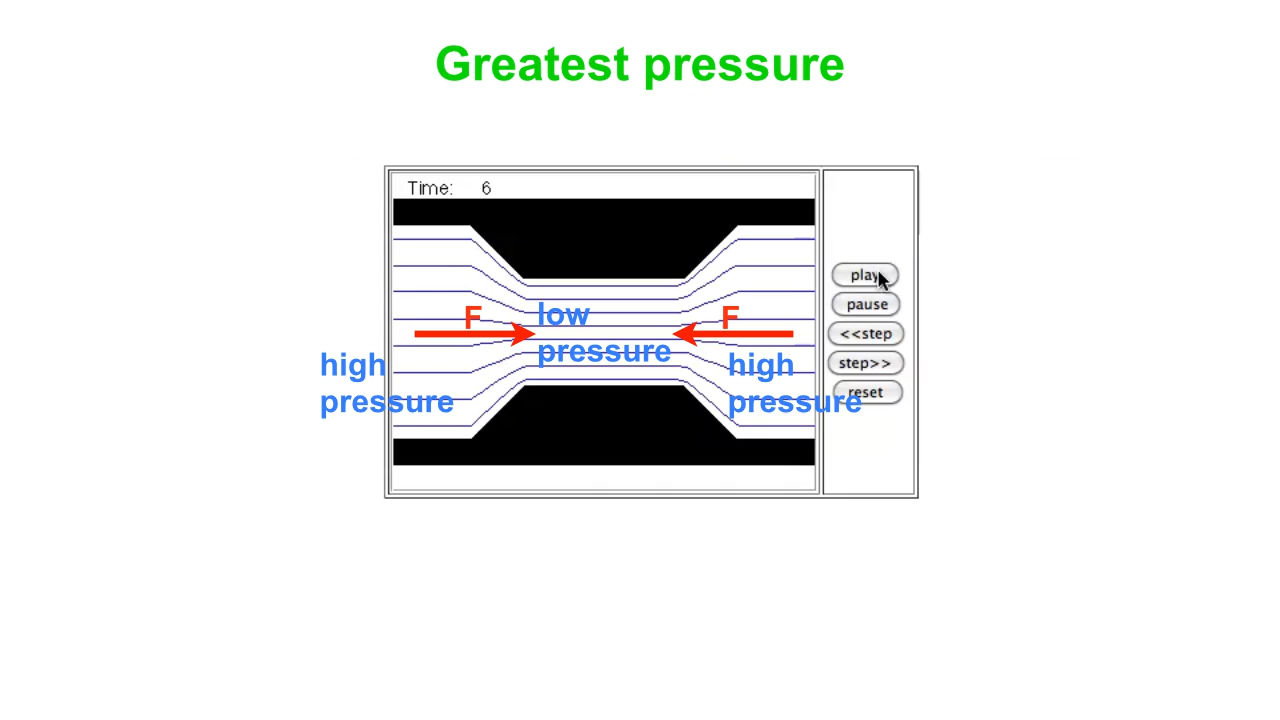 Greatest pressure
Time: 6
play
pause
<<step
step>>
reset
F
low
pressure
F
high
pressure
high
pressure